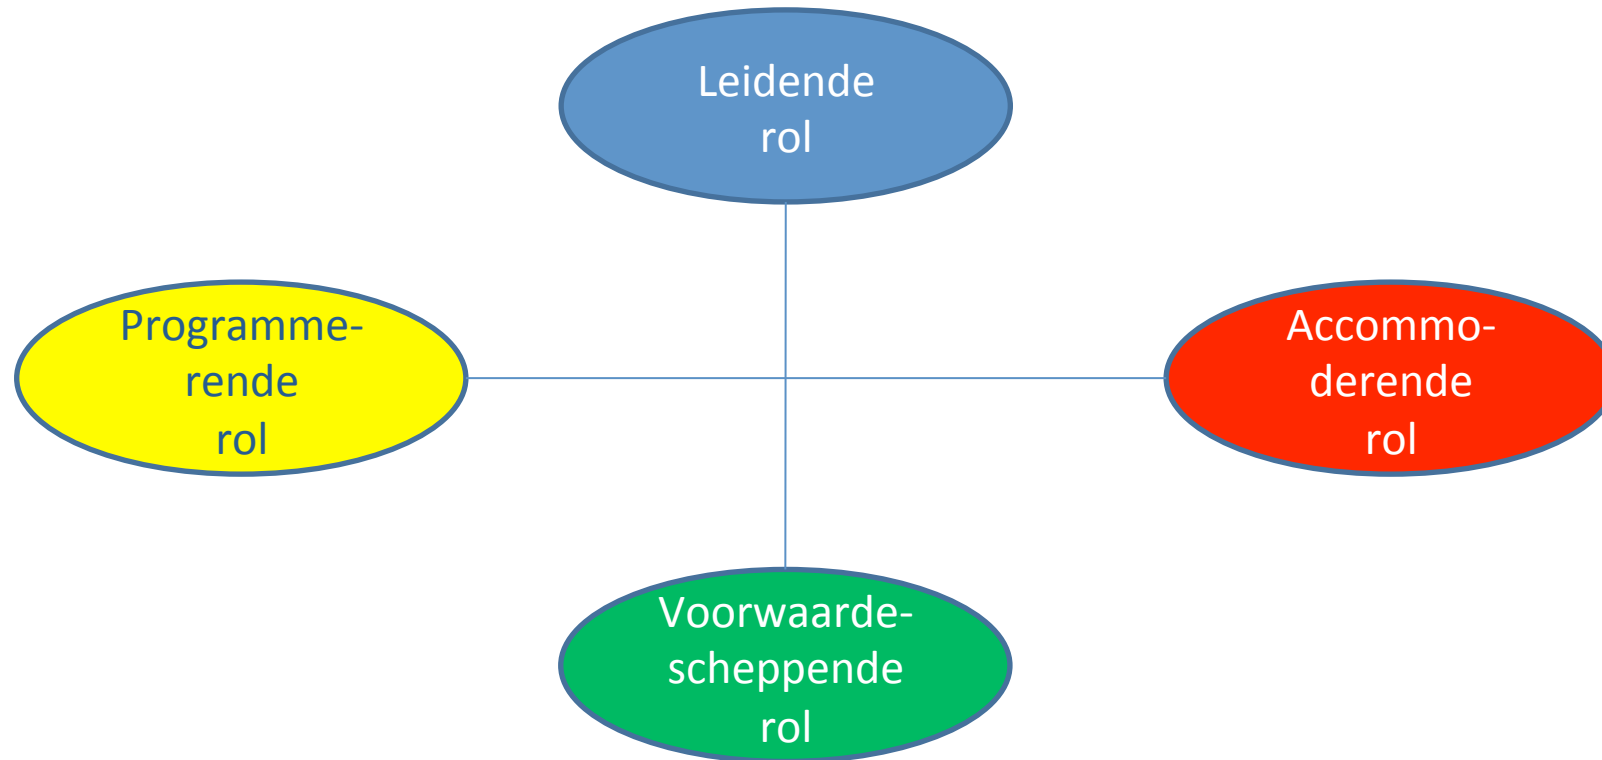 Leidende
rol
Programme-
rende
rol
Accommo-
derende
rol
Voorwaarde-
scheppende
rol